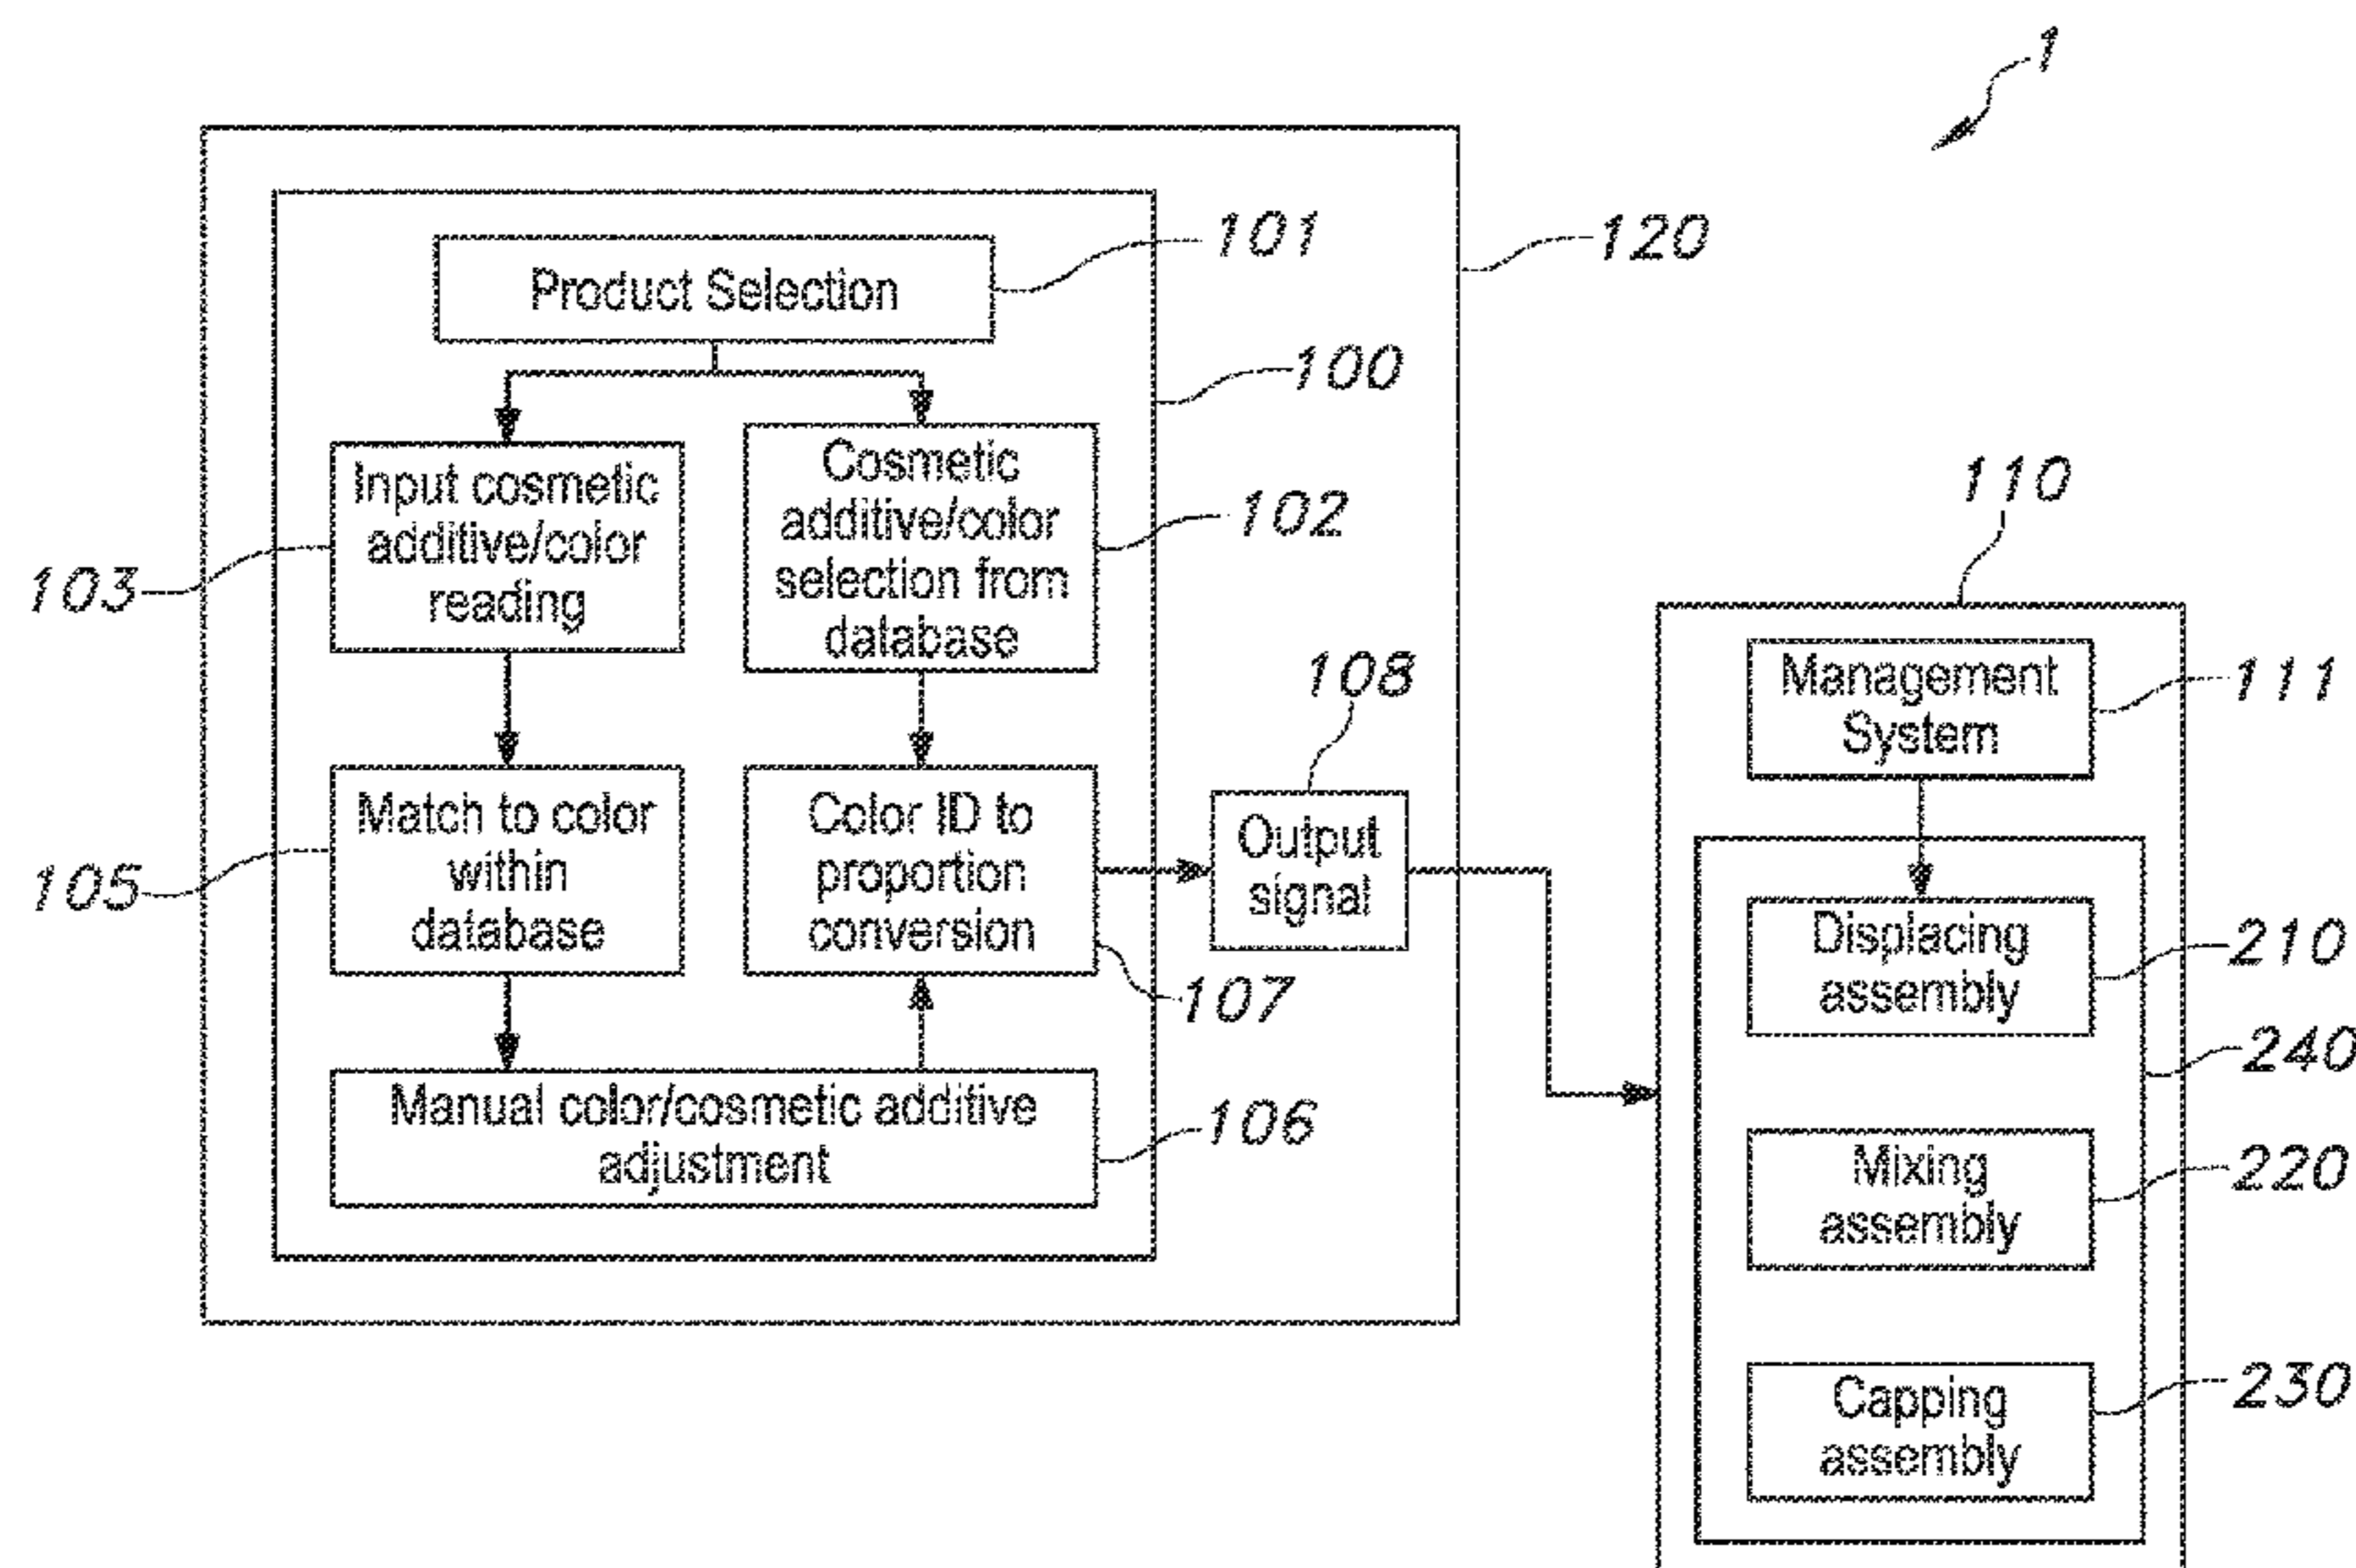 1
Product Selection
101
120
100
Input cosmetic
additive/color
reading
103
Cosmetic
additive/color
selection from
database
102
Match to color
within
database
105
Color ID to
proportion
conversion
107
Output
signal
108
Manual color/cosmetic additive
adjustment
106
110
Management
System
111
Displacing
assembly
210
240
Mixing
assembly
220
Capping
assembly
230